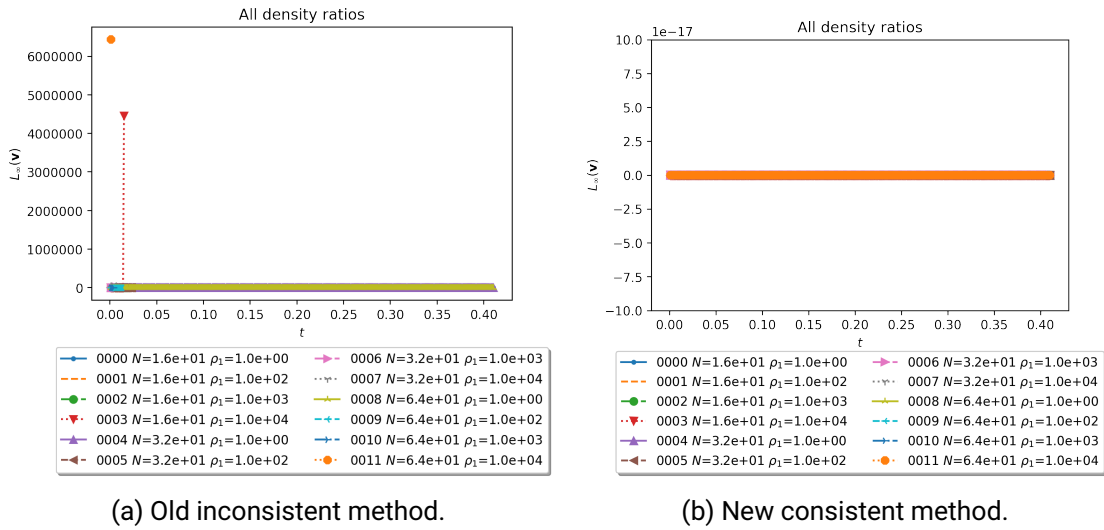 All density ratios
6000000
5000000
4000000
3000000
2000000
1000000
0
L∞(v)
0.00 0.05 0.10 0.15 0.20 0.25 0.30 0.35 0.40
t
0000 N=1.6e+01 ρ1=1.0e+00
0001 N=1.6e+01 ρ1=1.0e+02
0002 N=1.6e+01 ρ1=1.0e+03
0003 N=1.6e+01 ρ1=1.0e+04
0004 N=3.2e+01 ρ1=1.0e+00
0005 N=3.2e+01 ρ1=1.0e+02
0006 N=3.2e+01 ρ1=1.0e+03
0007 N=3.2e+01 ρ1=1.0e+04
0008 N=6.4e+01 ρ1=1.0e+00
0009 N=6.4e+01 ρ1=1.0e+02
0010 N=6.4e+01 ρ1=1.0e+03
0011 N=6.4e+01 ρ1=1.0e+04
(a) Old inconsistent method.
All density ratios
1e−17
10.0
7.5
5.0
2.5
0.0
−2.5
−5.0
−7.5
−10.0
L∞(v)
0.00 0.05 0.10 0.15 0.20 0.25 0.30 0.35 0.40
t
0000 N=1.6e+01 ρ1=1.0e+00
0001 N=1.6e+01 ρ1=1.0e+02
0002 N=1.6e+01 ρ1=1.0e+03
0003 N=1.6e+01 ρ1=1.0e+04
0004 N=3.2e+01 ρ1=1.0e+00
0005 N=3.2e+01 ρ1=1.0e+02
0006 N=3.2e+01 ρ1=1.0e+03
0007 N=3.2e+01 ρ1=1.0e+04
0008 N=6.4e+01 ρ1=1.0e+00
0009 N=6.4e+01 ρ1=1.0e+02
0010 N=6.4e+01 ρ1=1.0e+03
0011 N=6.4e+01 ρ1=1.0e+04
(b) New consistent method.